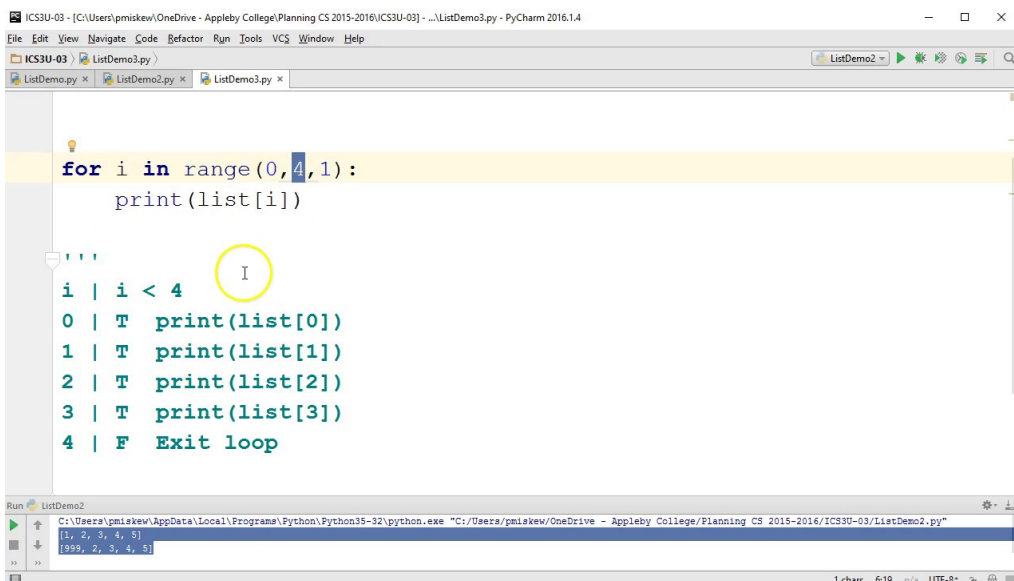 ICS3U-03 - [C:\Users\pmiskew\OneDrive - Appleby College\Planning CS 2015-2016\ICS3U-03] - ...\ListDemo3.py - PyCharm 2016.1.4
File Edit View Navigate Code Refactor Run Tools VCS Window Help
ICS3U-03 ListDemo3.py ListDemo2
ListDemo.py × ListDemo2.py × ListDemo3.py ×
for i in range(0,4,1):
print(list[i])
'''
i | i < 4
0 | T print(list[0])
1 | T print(list[1])
2 | T print(list[2])
3 | T print(list[3])
4 | F Exit loop
Run ListDemo2
C:\Users\pmiskew\AppData\Local\Programs\Python\Python35-32\python.exe "C:/Users/pmiskew/OneDrive - Appleby College/Planning CS 2015-2016/ICS3U-03/ListDemo2.py"
[1, 2, 3, 4, 5]
[999, 2, 3, 4, 5]
1 chars 6:19 n/a UTF-8